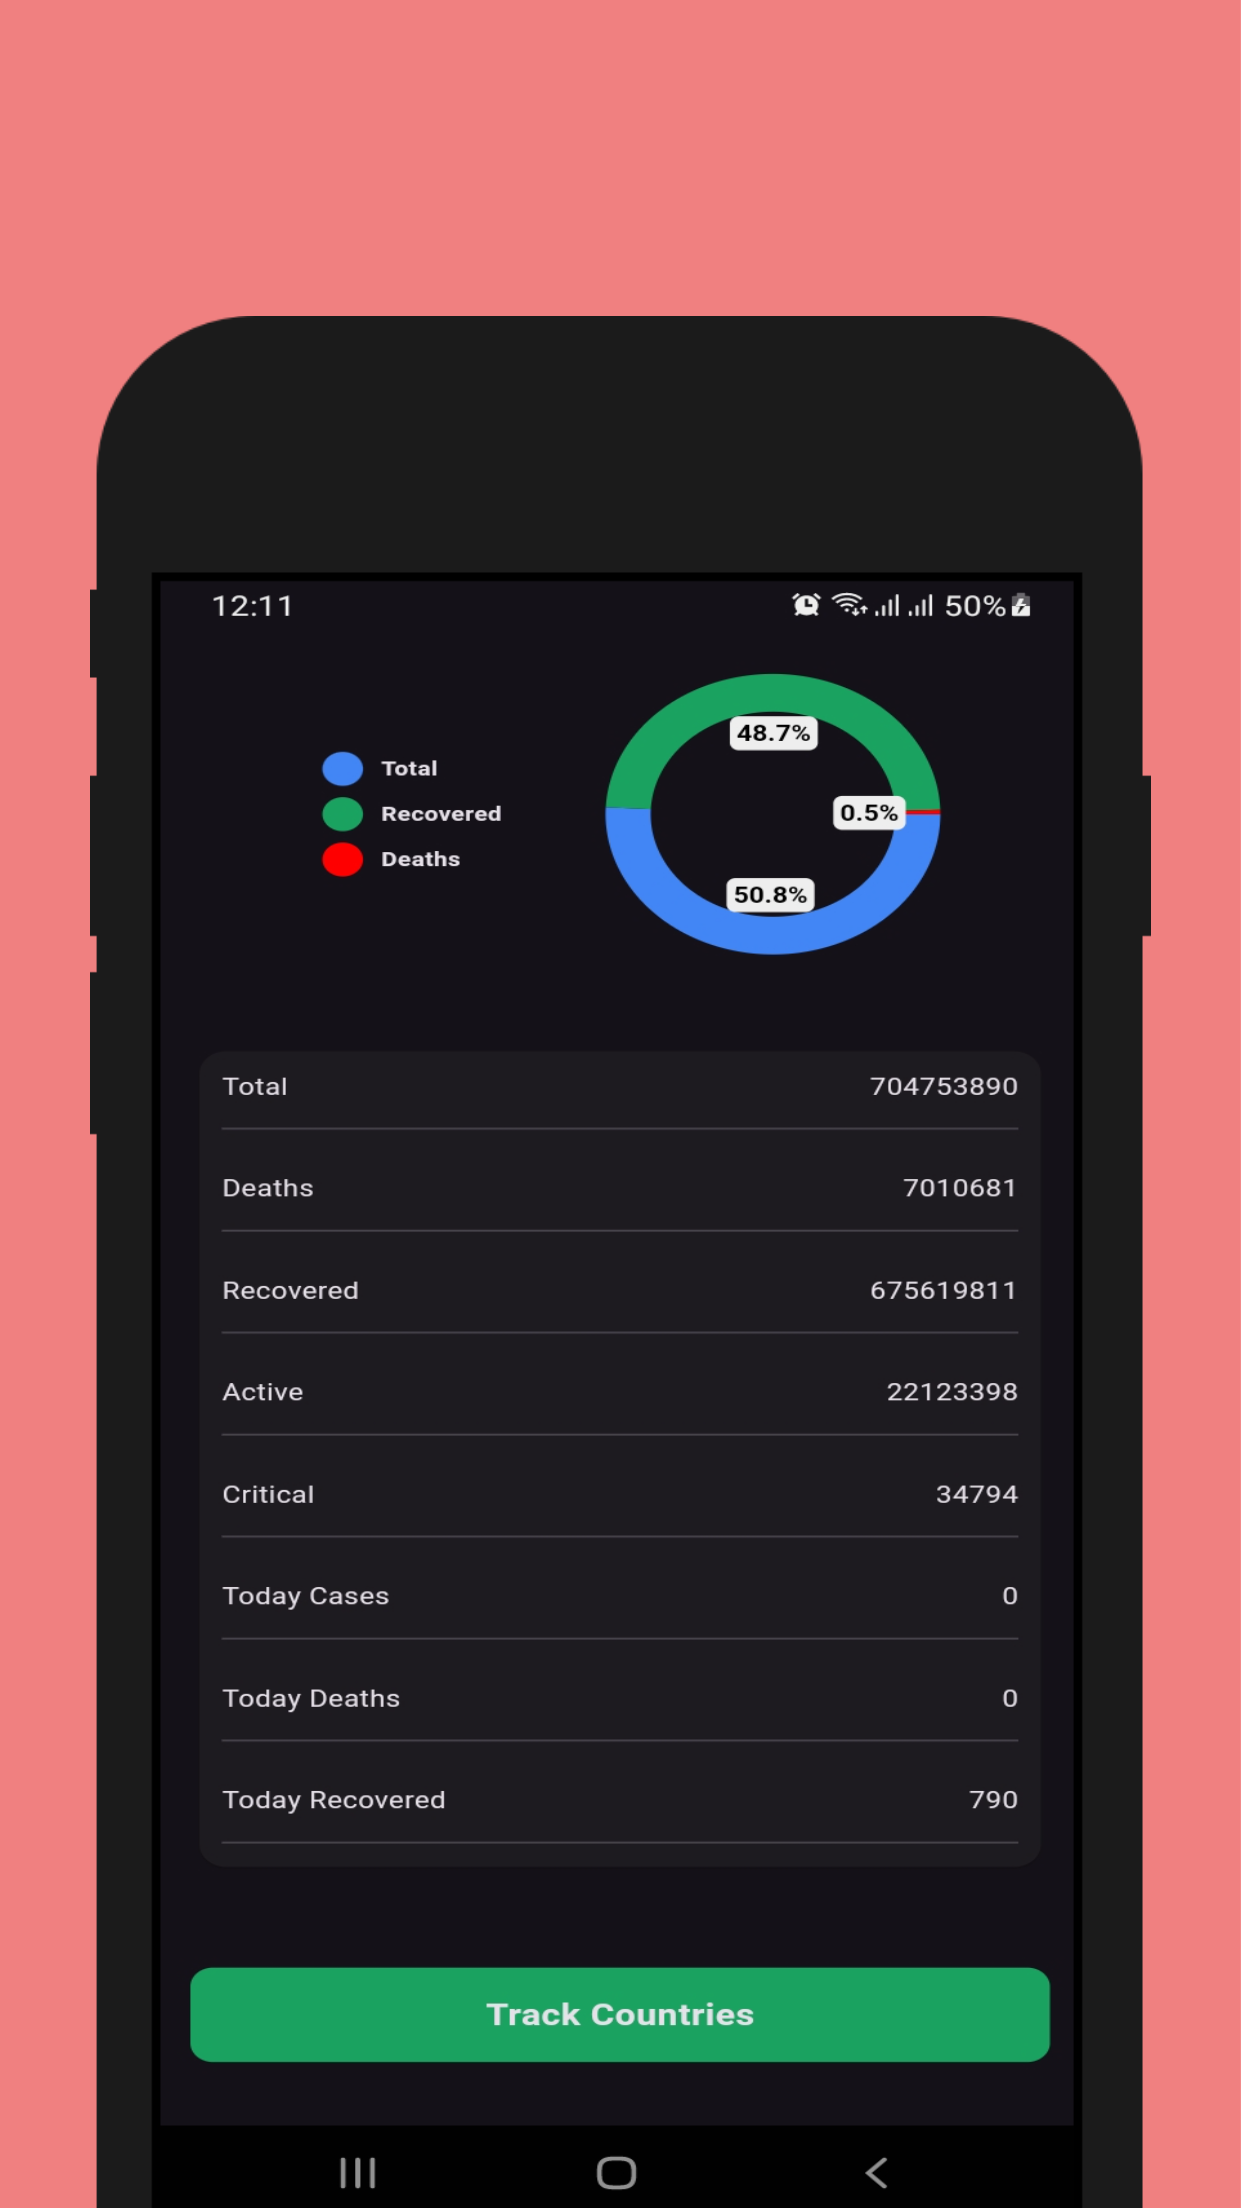 12:11 50%
Total
Recovered
Deaths
48.7%
0.5%
50.8%
Total 704753890
Deaths 7010681
Recovered 675619811
Active 22123398
Critical 34794
Today Cases 0
Today Deaths 0
Today Recovered 790
Track Countries